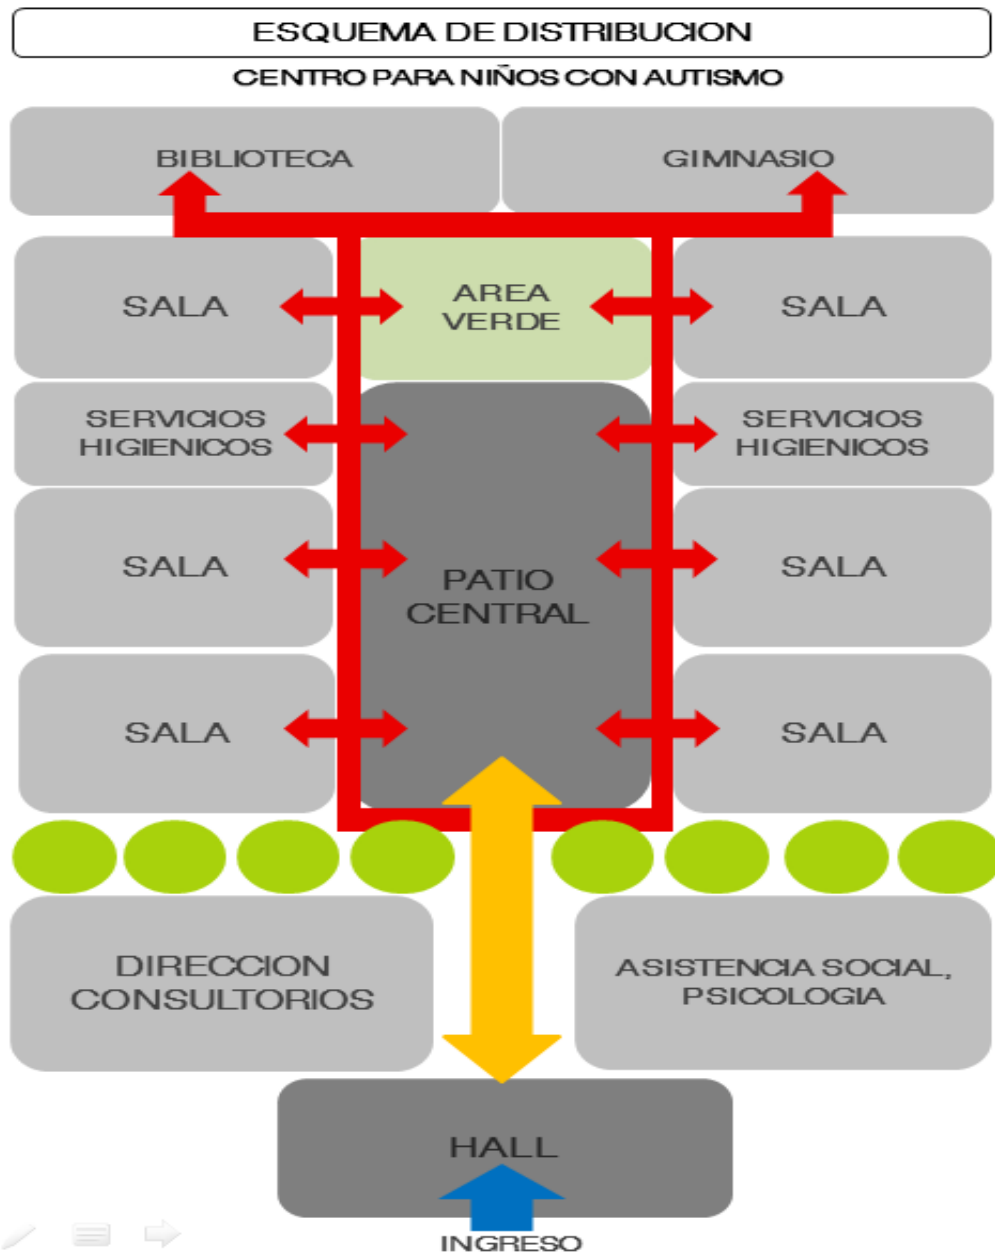 ESQUEMA DE DISTRIBUCION
CENTRO PARA NIÑOS CON AUTISMO
BIBLIOTECA
GIMNASIO
SALA
AREA
VERDE
SALA
SERVICIOS
HIGIENICOS
SERVICIOS
HIGIENICOS
SALA
PATIO
CENTRAL
SALA
SALA
SALA
DIRECCION
CONSULTORIOS
ASISTENCIA SOCIAL,
PSICOLOGIA
HALL
INGRESO